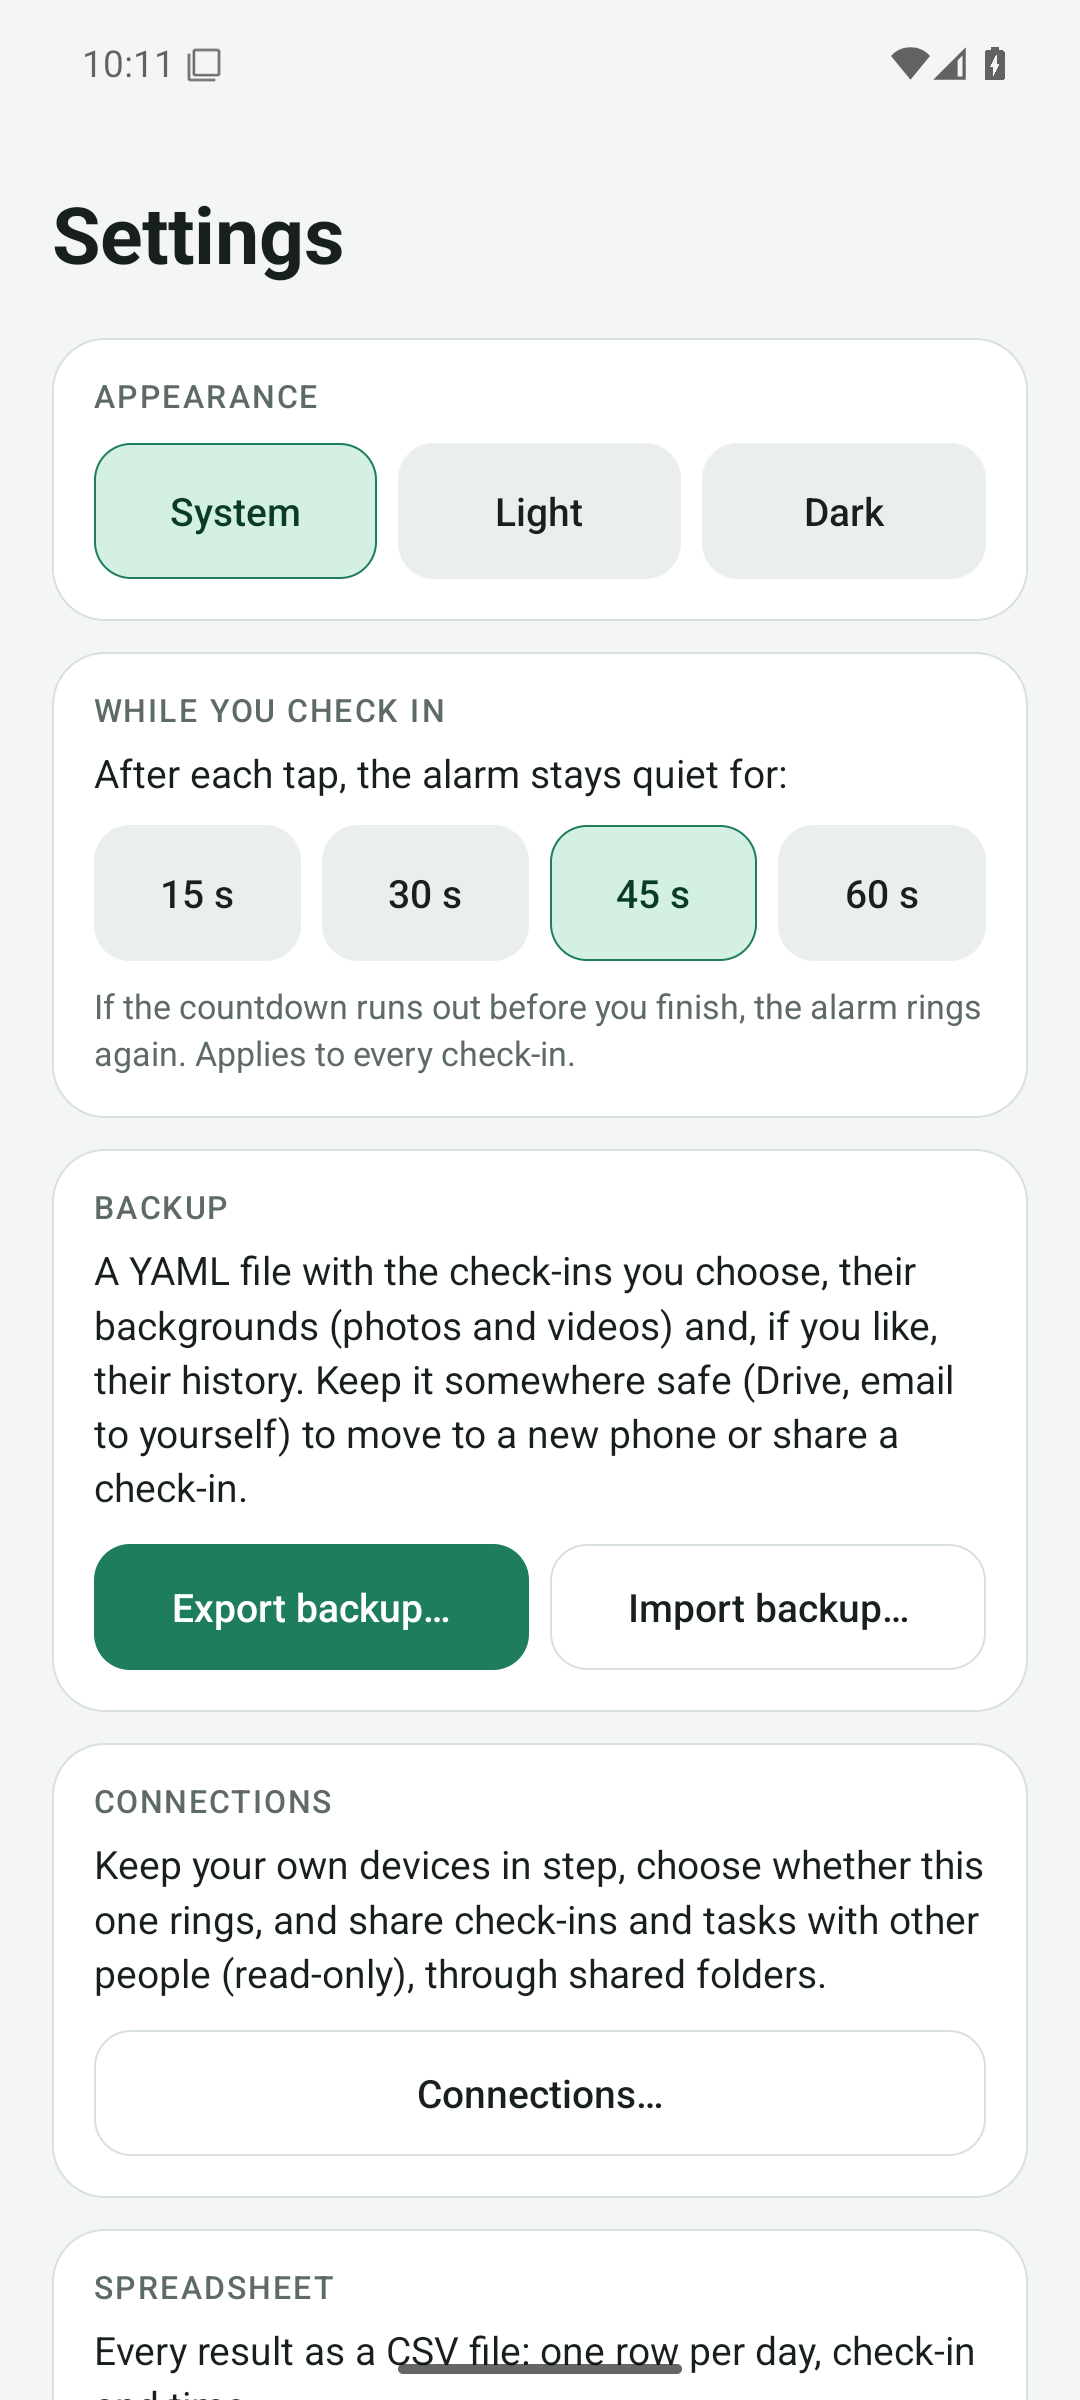 10:11
Settings
APPEARANCE
System
Light
Dark
WHILE YOU CHECK IN
After each tap, the alarm stays quiet for:
15 s
30 s
45 s
60 s
If the countdown runs out before you finish, the alarm rings
again. Applies to every check-in.
BACKUP
A YAML file with the check-ins you choose, their
backgrounds (photos and videos) and, if you like,
their history. Keep it somewhere safe (Drive, email
to yourself) to move to a new phone or share a
check-in.
Export backup…
Import backup…
CONNECTIONS
Keep your own devices in step, choose whether this
one rings, and share check-ins and tasks with other
people (read-only), through shared folders.
Connections…
SPREADSHEET
Every result as a CSV file: one row per day, check-in